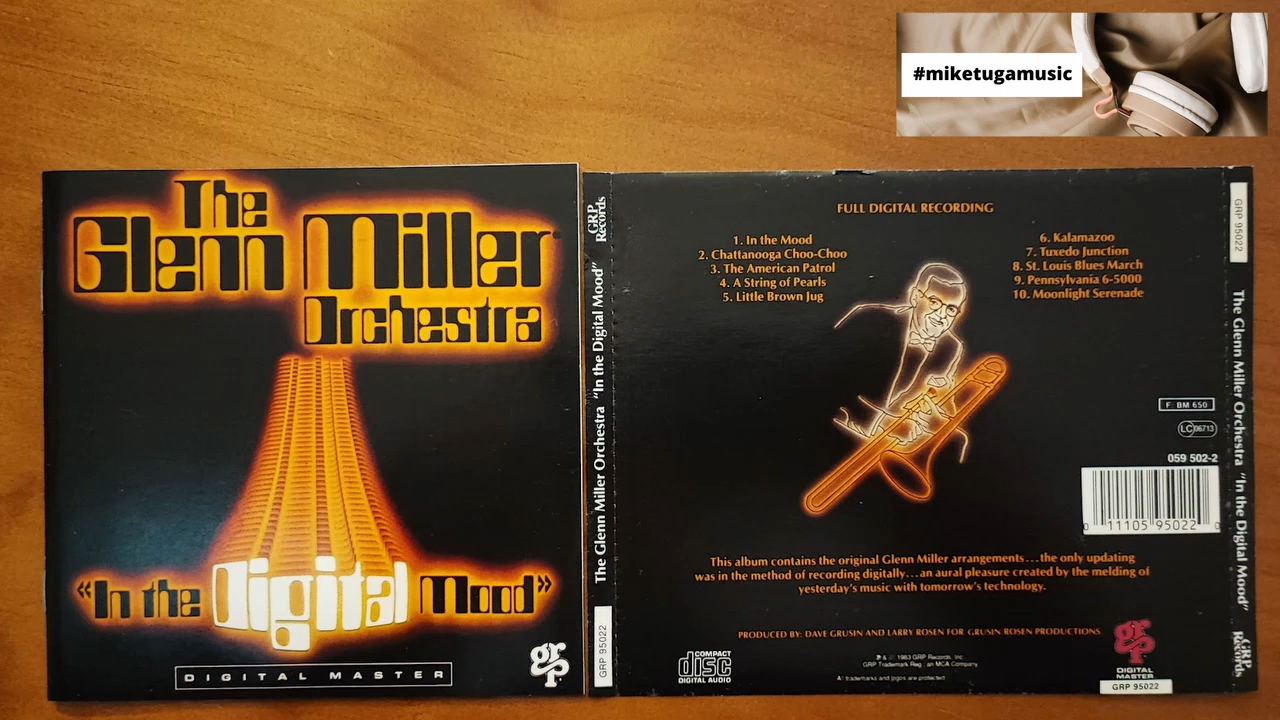 #miketugamusic
The
Glenn Miller
Orchestra
«In the Digital Mood»
DIGITAL MASTER
grp
GRP Records
The Glenn Miller Orchestra "In the Digital Mood"
GRP 95022
FULL DIGITAL RECORDING
1. In the Mood
2. Chattanooga Choo-Choo
3. The American Patrol
4. A String of Pearls
5. Little Brown Jug
6. Kalamazoo
7. Tuxedo Junction
8. St. Louis Blues March
9. Pennsylvania 6-5000
10. Moonlight Serenade
F: BM 650
LC 06713
059 502-2
0 11105 95022 0
This album contains the original Glenn Miller arrangements...the only updating
was in the method of recording digitally...an aural pleasure created by the melding of
yesterday's music with tomorrow's technology.
PRODUCED BY: DAVE GRUSIN AND LARRY ROSEN FOR GRUSIN ROSEN PRODUCTIONS
COMPACT
disc
DIGITAL AUDIO
℗ & © 1983 GRP Records, Inc.
GRP Trademark Reg. an MCA Company
All trademarks and logos are protected
grp
DIGITAL
MASTER
GRP 95022
GRP 95022
The Glenn Miller Orchestra "In the Digital Mood"
GRP Records